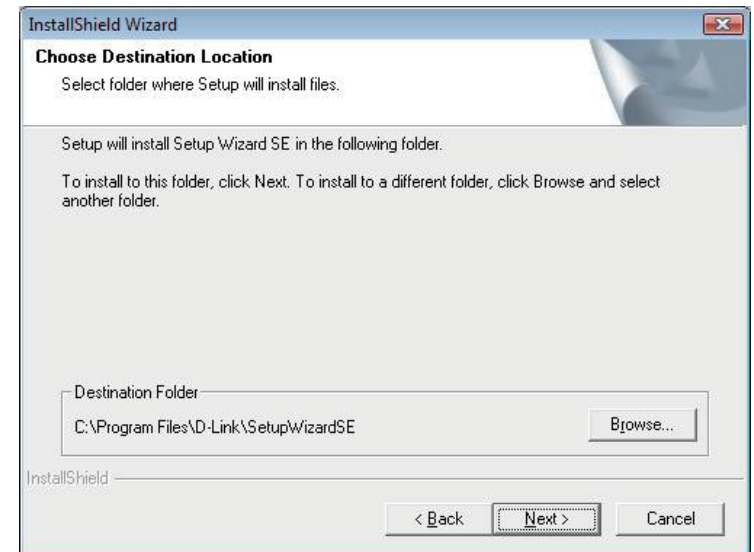 InstallShield Wizard
Choose Destination Location
Select folder where Setup will install files.
Setup will install Setup Wizard SE in the following folder.
To install to this folder, click Next. To install to a different folder, click Browse and select
another folder.
Destination Folder
C:\Program Files\D-Link\SetupWizardSE
Browse...
InstallShield
< Back
Next >
Cancel